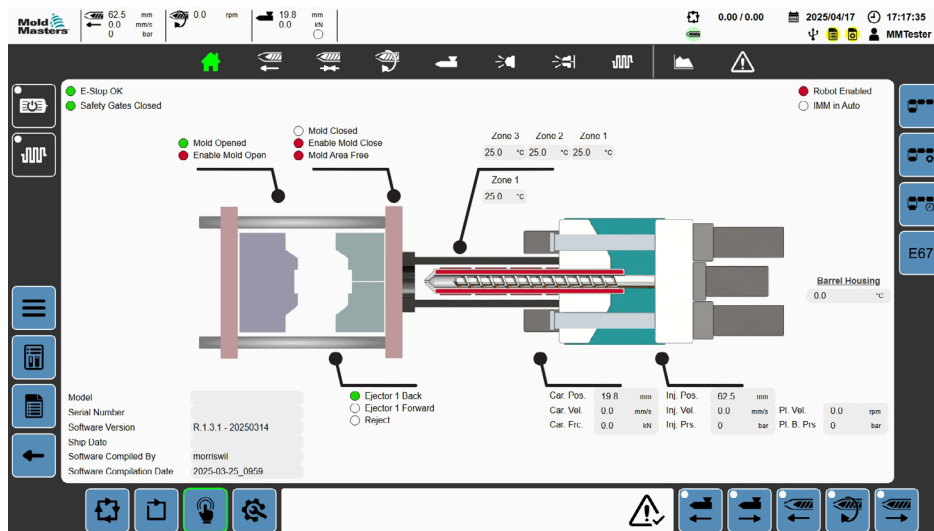 Mold Masters
62.5 mm
0.0 mm/s
0 bar
0.0 rpm
19.8 mm
0.0 kN
0.00 / 0.00
2025/04/17
17:17:35
MMTester
E-Stop OK
Safety Gates Closed
Robot Enabled
IMM in Auto
Mold Closed
Mold Opened
Enable Mold Close
Enable Mold Open
Mold Area Free
Zone 3 Zone 2 Zone 1
25.0 °C 25.0 °C 25.0 °C
Zone 1
25.0 °C
E67
Barrel Housing
0.0 °C
Ejector 1 Back
Ejector 1 Forward
Reject
Car. Pos. 19.8 mm
Car. Vel. 0.0 mm/s
Car. Frc. 0.0 kN
Inj. Pos. 62.5 mm
Inj. Vel. 0.0 mm/s
Inj. Prs. 0 bar
Pl. Vel. 0.0 rpm
Pl. B. Prs 0 bar
Model
Serial Number
Software Version R.1.3.1 - 20250314
Ship Date
Software Compiled By morriswil
Software Compilation Date 2025-03-25_0959